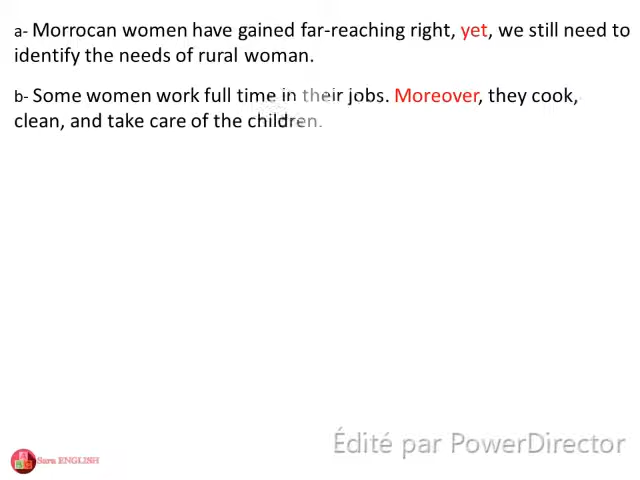 a- Morrocan women have gained far-reaching right, yet, we still need to
identify the needs of rural woman.
b- Some women work full time in their jobs. Moreover, they cook,
clean, and take care of the children.
Édité par PowerDirector
Sara ENGLISH